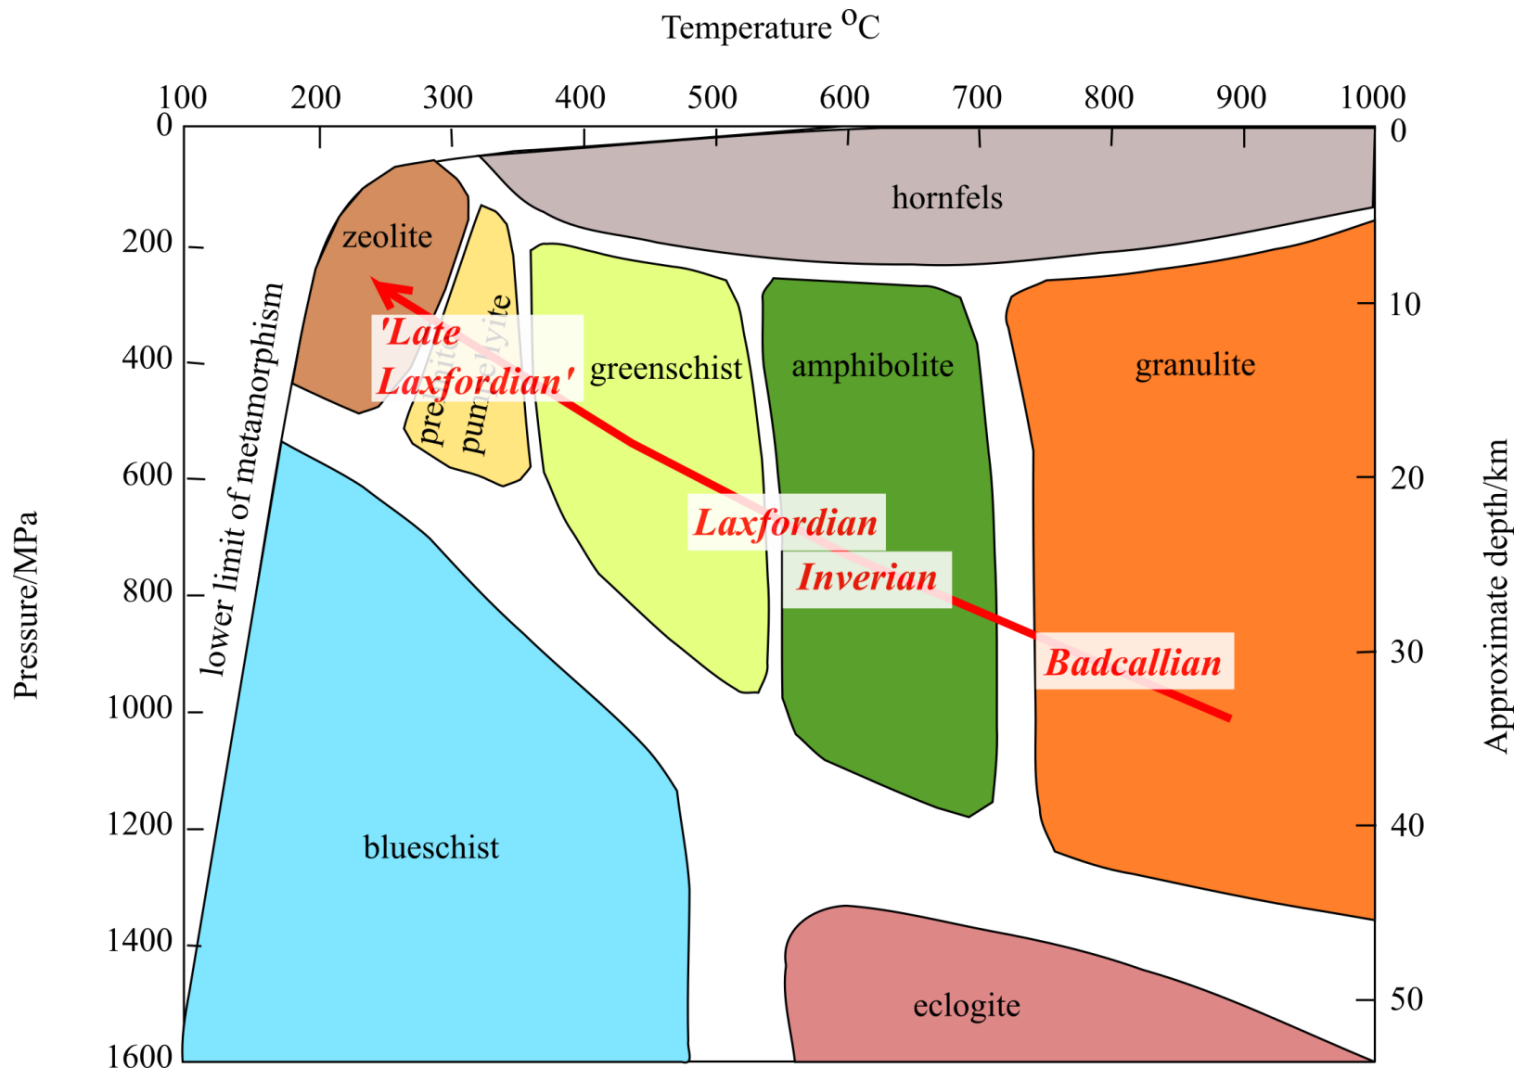 Temperature °C
100 200 300 400 500 600 700 800 900 1000
0
200
400
600
800
1000
1200
1400
1600
Pressure/MPa
0
10
20
30
40
50
Approximate depth/km
lower limit of metamorphism
hornfels
zeolite
prehnite
pumpellyite
greenschist
amphibolite
granulite
blueschist
eclogite
'Late
Laxfordian'
Laxfordian
Inverian
Badcallian